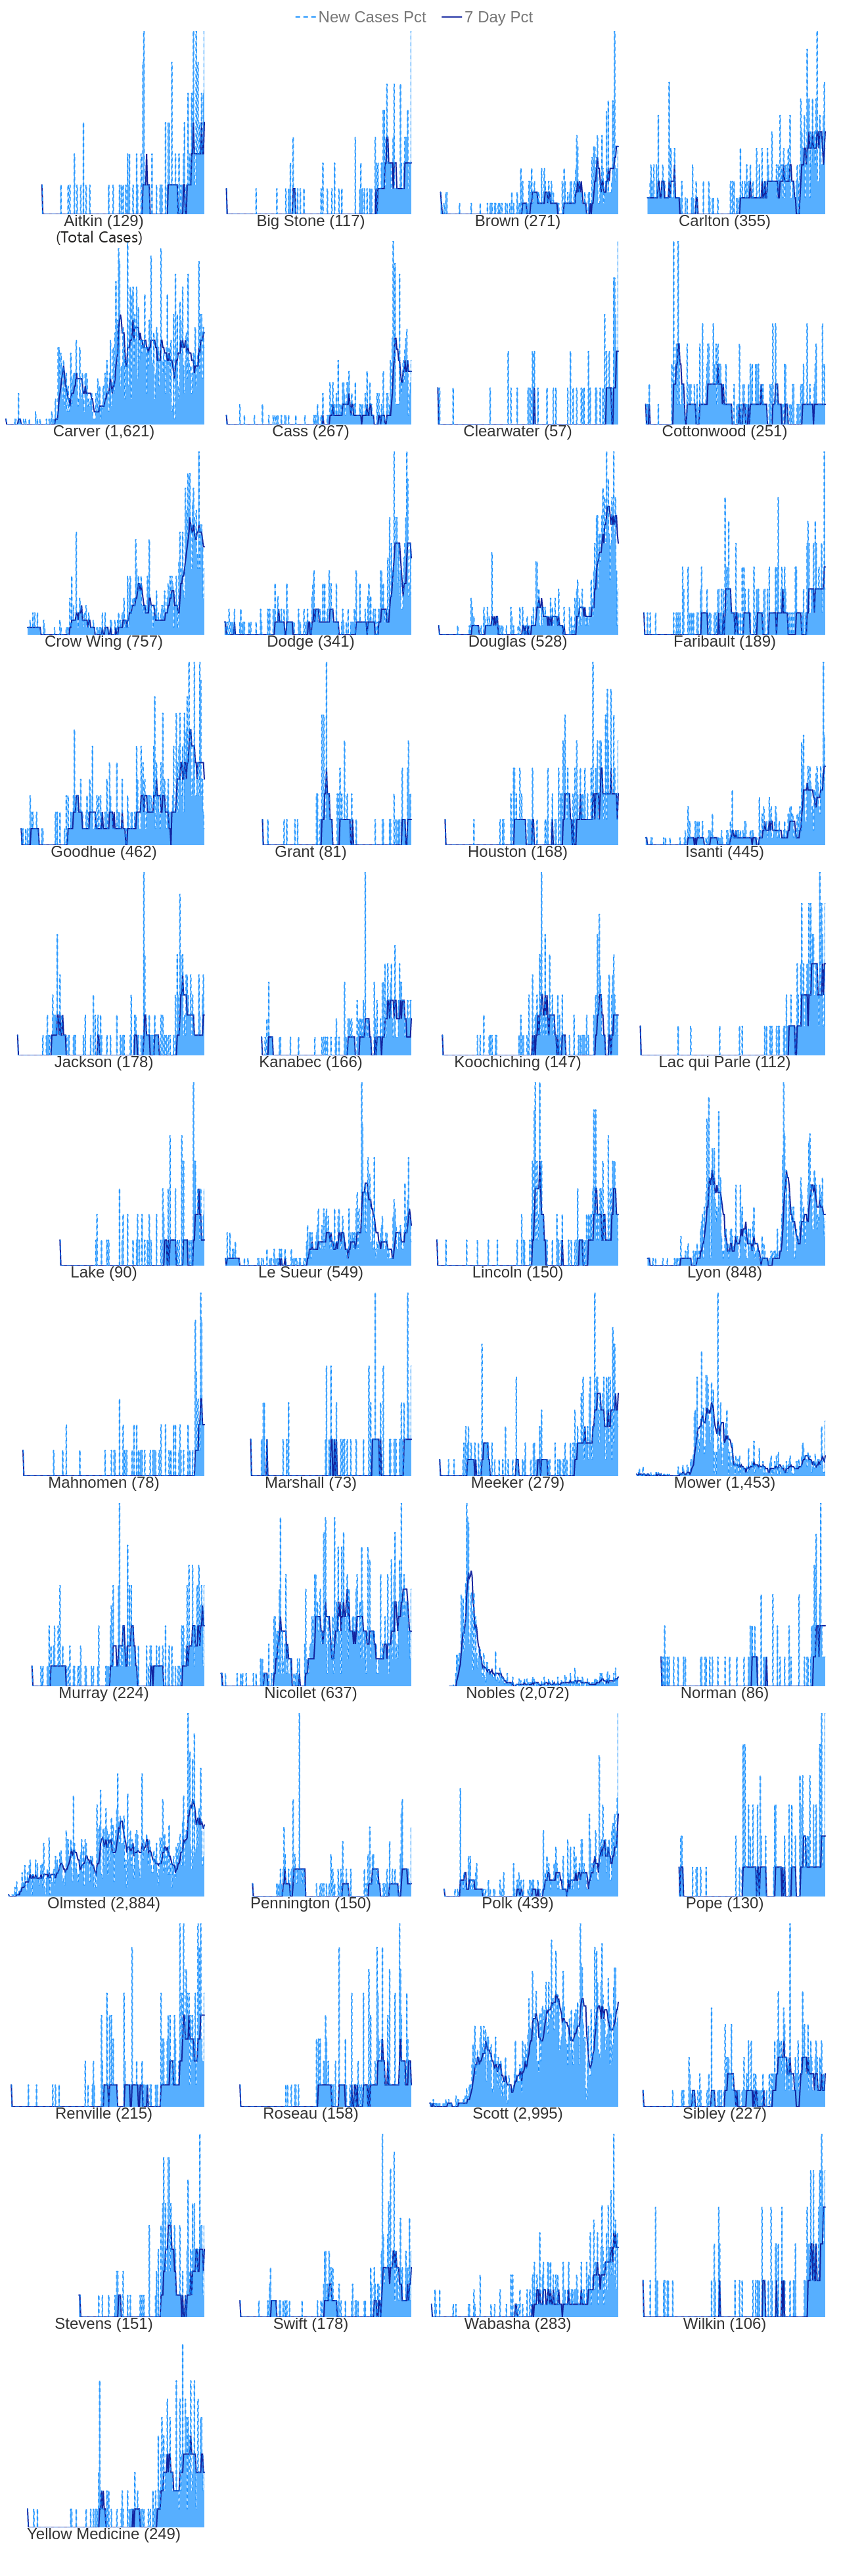 New Cases Pct 7 Day Pct
Aitkin (129) Big Stone (117) Brown (271) Carlton (355)
(Total Cases)
Carver (1,621) Cass (267) Clearwater (57) Cottonwood (251)
Crow Wing (757) Dodge (341) Douglas (528) Faribault (189)
Goodhue (462) Grant (81) Houston (168) Isanti (445)
Jackson (178) Kanabec (166) Koochiching (147) Lac qui Parle (112)
Lake (90) Le Sueur (549) Lincoln (150) Lyon (848)
Mahnomen (78) Marshall (73) Meeker (279) Mower (1,453)
Murray (224) Nicollet (637) Nobles (2,072) Norman (86)
Olmsted (2,884) Pennington (150) Polk (439) Pope (130)
Renville (215) Roseau (158) Scott (2,995) Sibley (227)
Stevens (151) Swift (178) Wabasha (283) Wilkin (106)
Yellow Medicine (249)